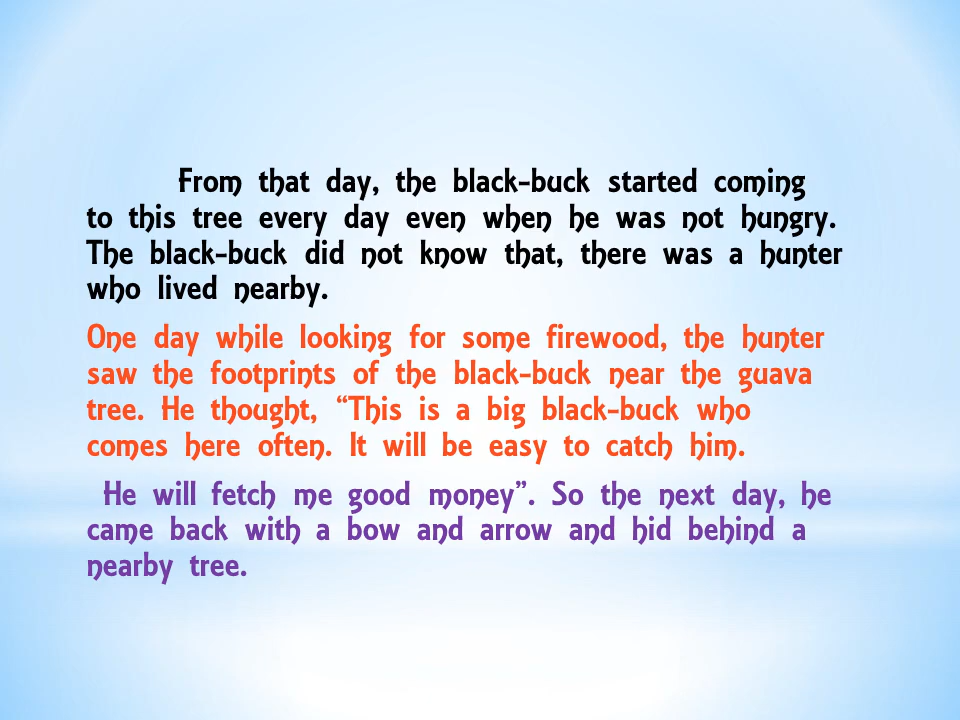 From that day, the black-buck started coming
to this tree every day even when he was not hungry.
The black-buck did not know that, there was a hunter
who lived nearby.
One day while looking for some firewood, the hunter
saw the footprints of the black-buck near the guava
tree. He thought, “This is a big black-buck who
comes here often. It will be easy to catch him.
He will fetch me good money”. So the next day, he
came back with a bow and arrow and hid behind a
nearby tree.